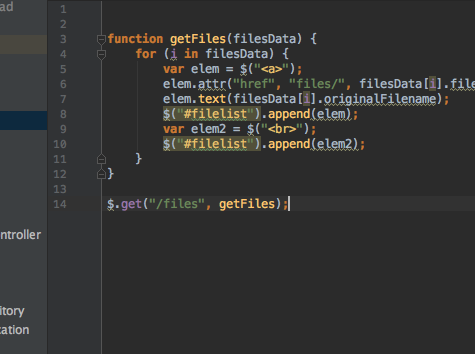 ad
1
2
3 function getFiles(filesData) {
4 for (i in filesData) {
5 var elem = $("<a>");
6 elem.attr("href", "files/", filesData[i].file
7 elem.text(filesData[i].originalFilename);
8 $("#filelist").append(elem);
9 var elem2 = $("<br>");
10 $("#filelist").append(elem2);
11 }
12 }
13
14 $.get("/files", getFiles);
ntroller
itory
cation